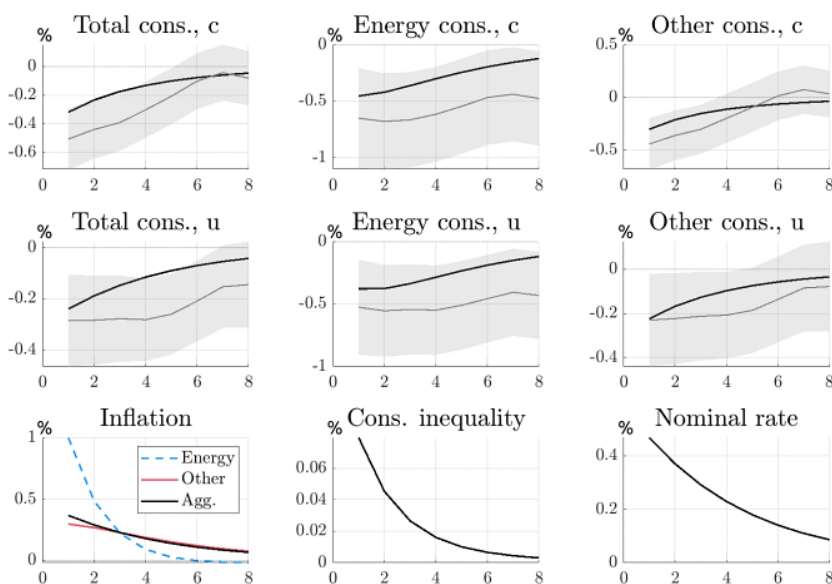 Total cons., c
Energy cons., c
Other cons., c
%
%
%
0
-0.2
-0.4
-0.6
0
-0.5
-1
0.5
0
-0.5
0 2 4 6 8
0 2 4 6 8
0 2 4 6 8
Total cons., u
Energy cons., u
Other cons., u
%
%
%
0
-0.2
-0.4
0
-0.5
-1
0
-0.2
-0.4
0 2 4 6 8
0 2 4 6 8
0 2 4 6 8
Inflation
Cons. inequality
Nominal rate
%
%
%
1
0.5
0
Energy
Other
Agg.
0.06
0.04
0.02
0
0.4
0.2
0
0 2 4 6 8
0 2 4 6 8
0 2 4 6 8